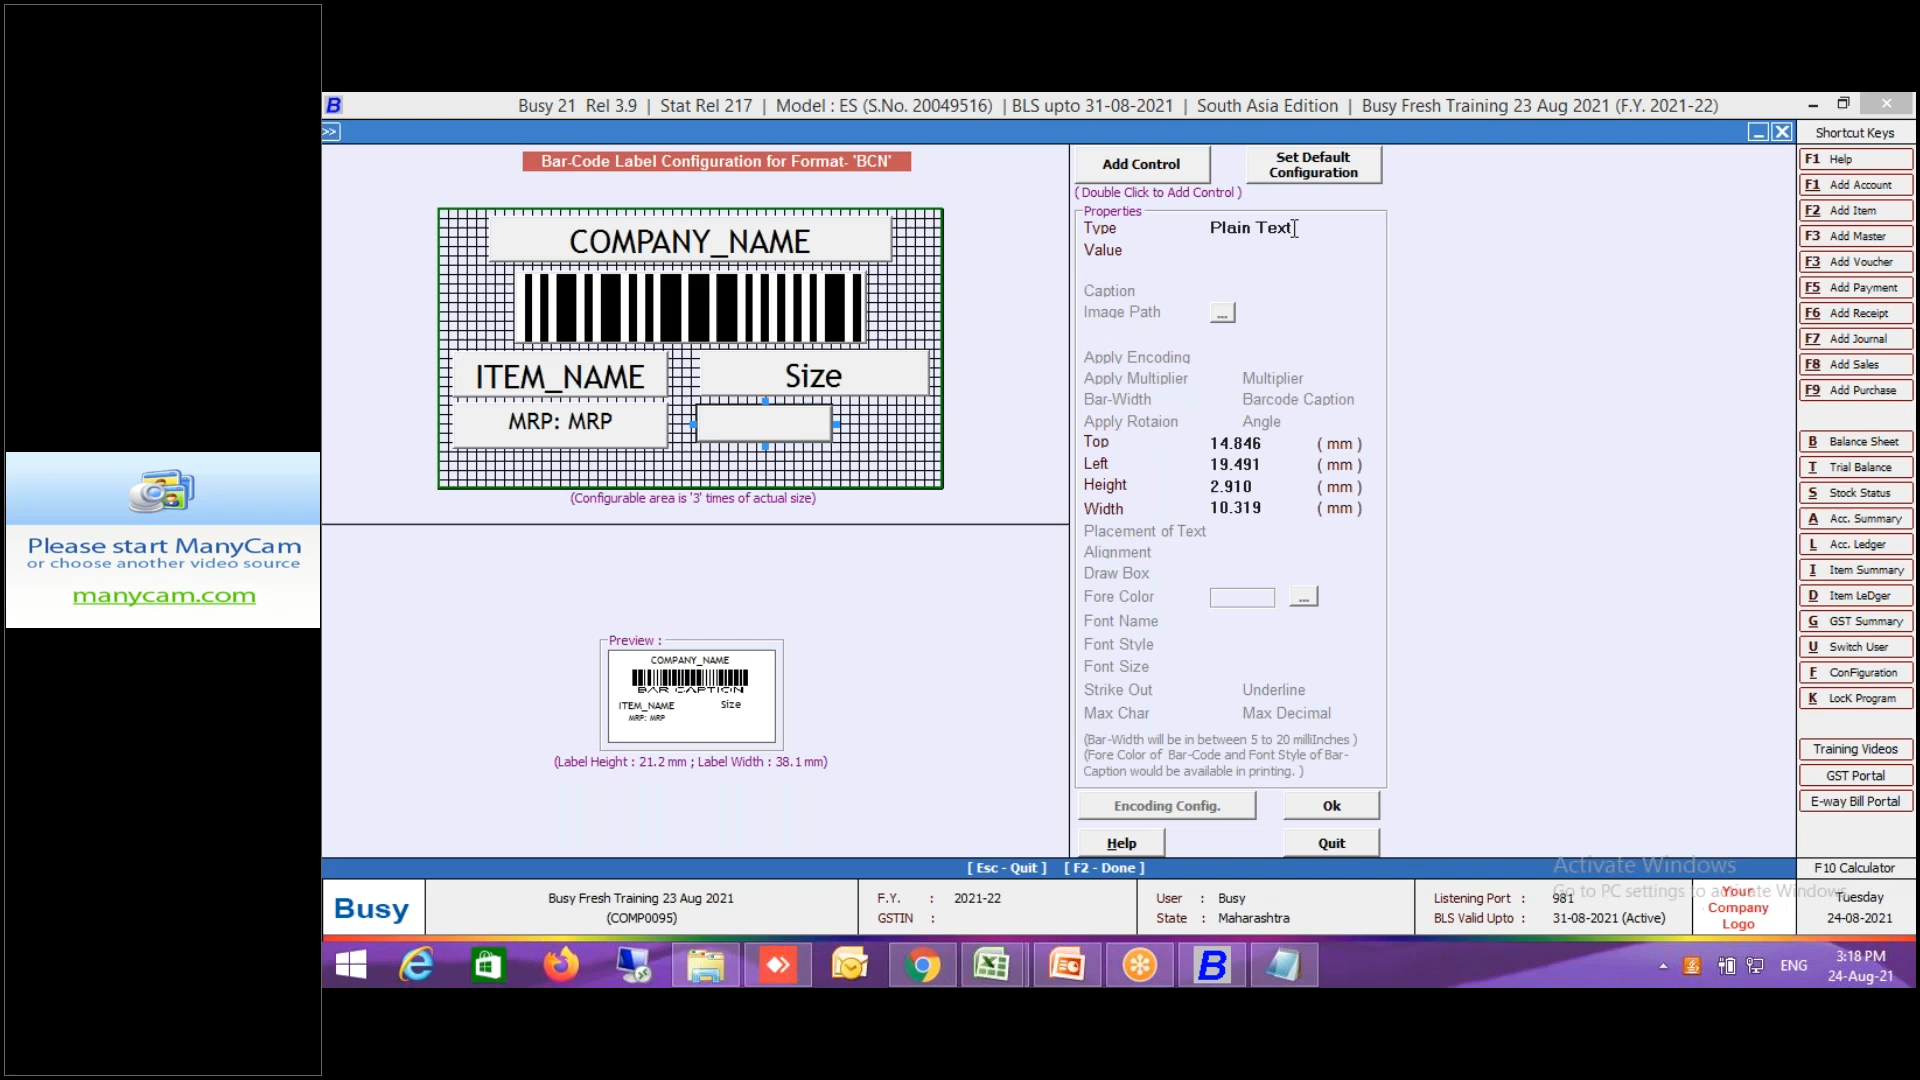 B Busy 21 Rel 3.9 | Stat Rel 217 | Model : ES (S.No. 20049516) | BLS upto 31-08-2021 | South Asia Edition | Busy Fresh Training 23 Aug 2021 (F.Y. 2021-22)
>>
Bar-Code Label Configuration for Format- 'BCN'
COMPANY_NAME
ITEM_NAME Size
MRP: MRP
(Configurable area is '3' times of actual size)
Preview :
COMPANY_NAME
BAR CAPTION
ITEM_NAME Size
MRP: MRP
(Label Height : 21.2 mm ; Label Width : 38.1 mm)
Add Control Set Default Configuration
( Double Click to Add Control )
Properties
Type Plain Text
Value
Caption
Image Path ...
Apply Encoding
Apply Multiplier Multiplier
Bar-Width Barcode Caption
Apply Rotaion Angle
Top 14.846 ( mm )
Left 19.491 ( mm )
Height 2.910 ( mm )
Width 10.319 ( mm )
Placement of Text
Alignment
Draw Box
Fore Color ...
Font Name
Font Style
Font Size
Strike Out Underline
Max Char Max Decimal
(Bar-Width will be in between 5 to 20 milliInches )
(Fore Color of Bar-Code and Font Style of Bar-
Caption would be available in printing. )
Encoding Config. Ok
Help Quit
Shortcut Keys
F1 Help
F1 Add Account
F2 Add Item
F3 Add Master
F3 Add Voucher
F5 Add Payment
F6 Add Receipt
F7 Add Journal
F8 Add Sales
F9 Add Purchase
B Balance Sheet
T Trial Balance
S Stock Status
A Acc. Summary
L Acc. Ledger
I Item Summary
D Item LeDger
G GST Summary
U Switch User
F ConFiguration
K LocK Program
Training Videos
GST Portal
E-way Bill Portal
Please start ManyCam
or choose another video source
manycam.com
[ Esc - Quit ] [ F2 - Done ]
F10 Calculator
Activate Windows
Go to PC settings to activate Windows.
Busy
Busy Fresh Training 23 Aug 2021
(COMP0095)
F.Y. : 2021-22
GSTIN :
User : Busy
State : Maharashtra
Listening Port : 981
BLS Valid Upto : 31-08-2021 (Active)
Your
Company
Logo
Tuesday
24-08-2021
B
ENG
3:18 PM
24-Aug-21